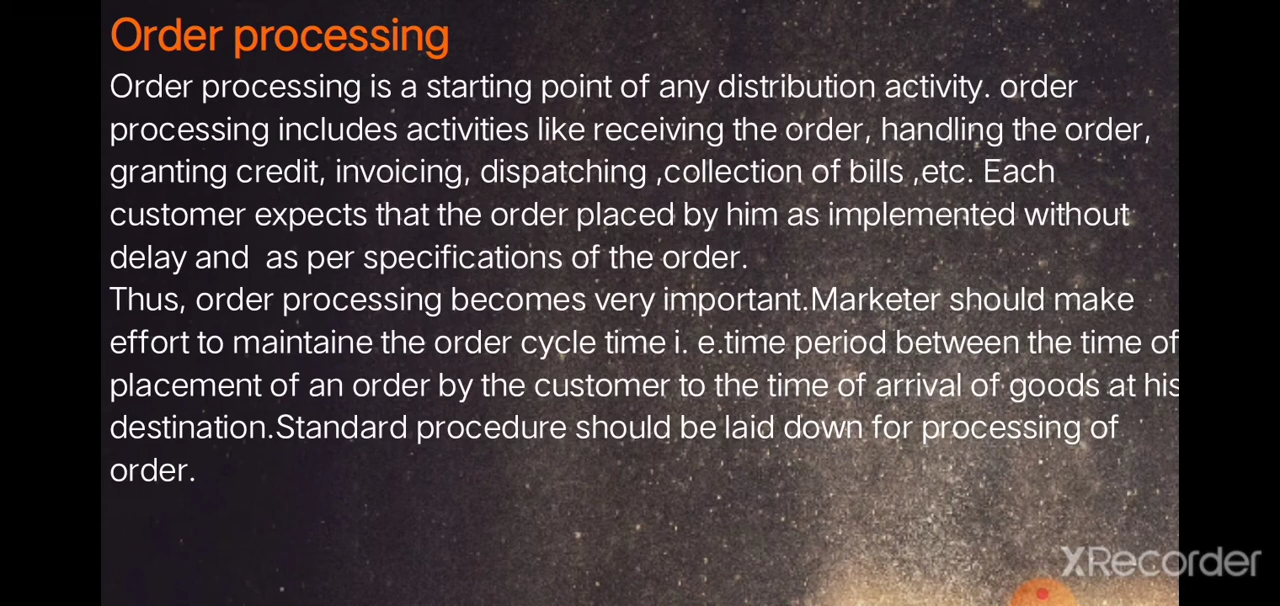 Order processing
Order processing is a starting point of any distribution activity. order
processing includes activities like receiving the order, handling the order,
granting credit, invoicing, dispatching ,collection of bills ,etc. Each
customer expects that the order placed by him as implemented without
delay and  as per specifications of the order.
Thus, order processing becomes very important.Marketer should make
effort to maintaine the order cycle time i. e.time period between the time of
placement of an order by the customer to the time of arrival of goods at his
destination.Standard procedure should be laid down for processing of
order.
XRecorder